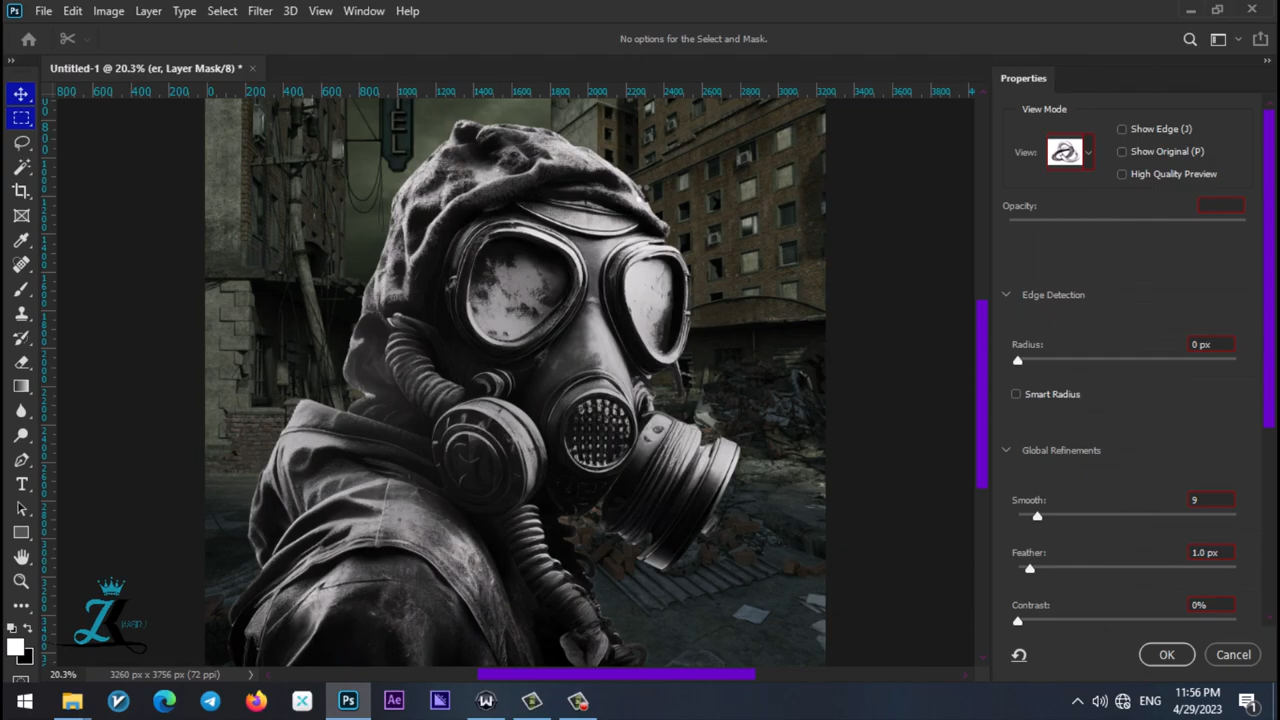 Ps File Edit Image Layer Type Select Filter 3D View Window Help
No options for the Select and Mask.
Untitled-1 @ 20.3% (er, Layer Mask/8) *
800 600 400 200 0 200 400 600 800 1000 1200 1400 1600 1800 2000 2200 2400 2600 2800 3000 3200 3400 3600 3800
Properties
View Mode
View:
Show Edge (J)
Show Original (P)
High Quality Preview
Opacity:
Edge Detection
Radius: 0 px
Smart Radius
Global Refinements
Smooth: 9
Feather: 1.0 px
Contrast: 0%
OK Cancel
20.3% 3260 px x 3756 px (72 ppi)
Ps Ae
ENG
11:56 PM
4/29/2023
1